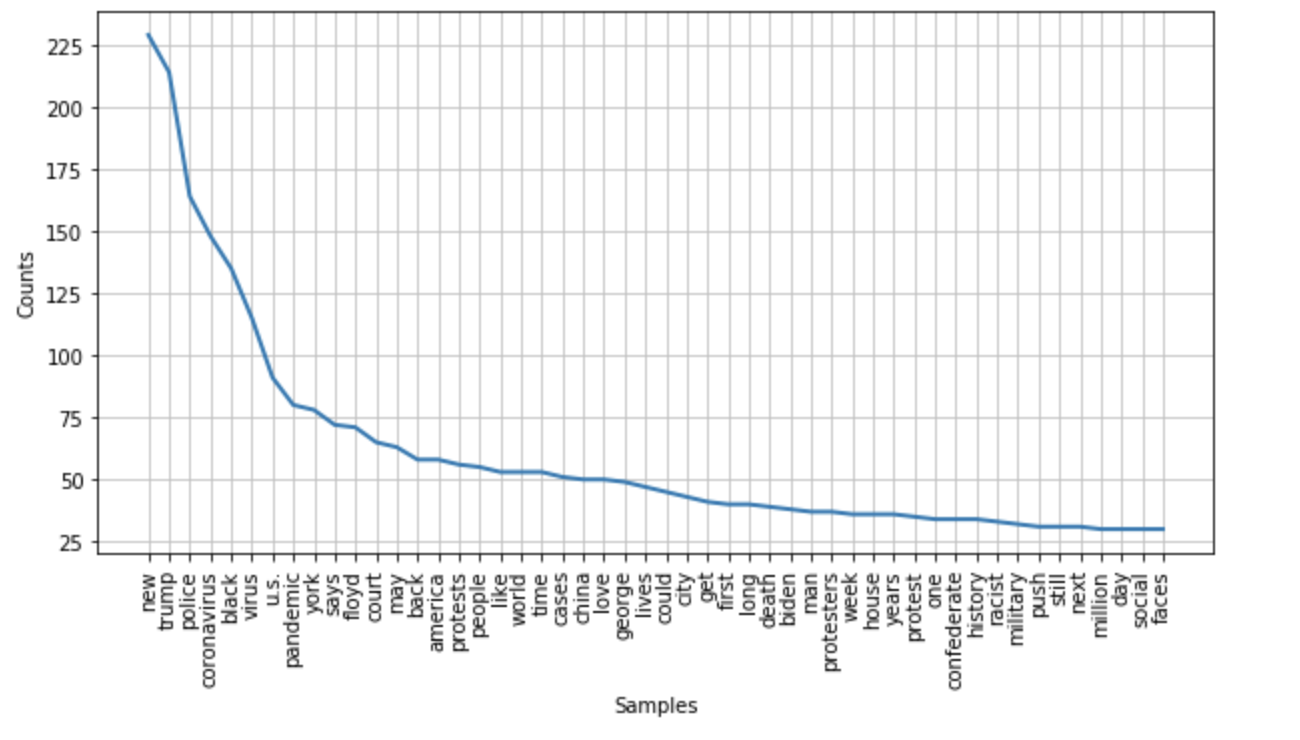 225
200
175
150
125
100
75
50
25
Counts
new
trump
police
coronavirus
black
virus
u.s.
pandemic
york
says
floyd
court
may
back
america
protests
people
like
world
time
cases
china
love
george
lives
could
city
get
first
long
death
biden
man
protesters
week
house
years
protest
one
confederate
history
racist
military
push
still
next
million
day
social
faces
Samples